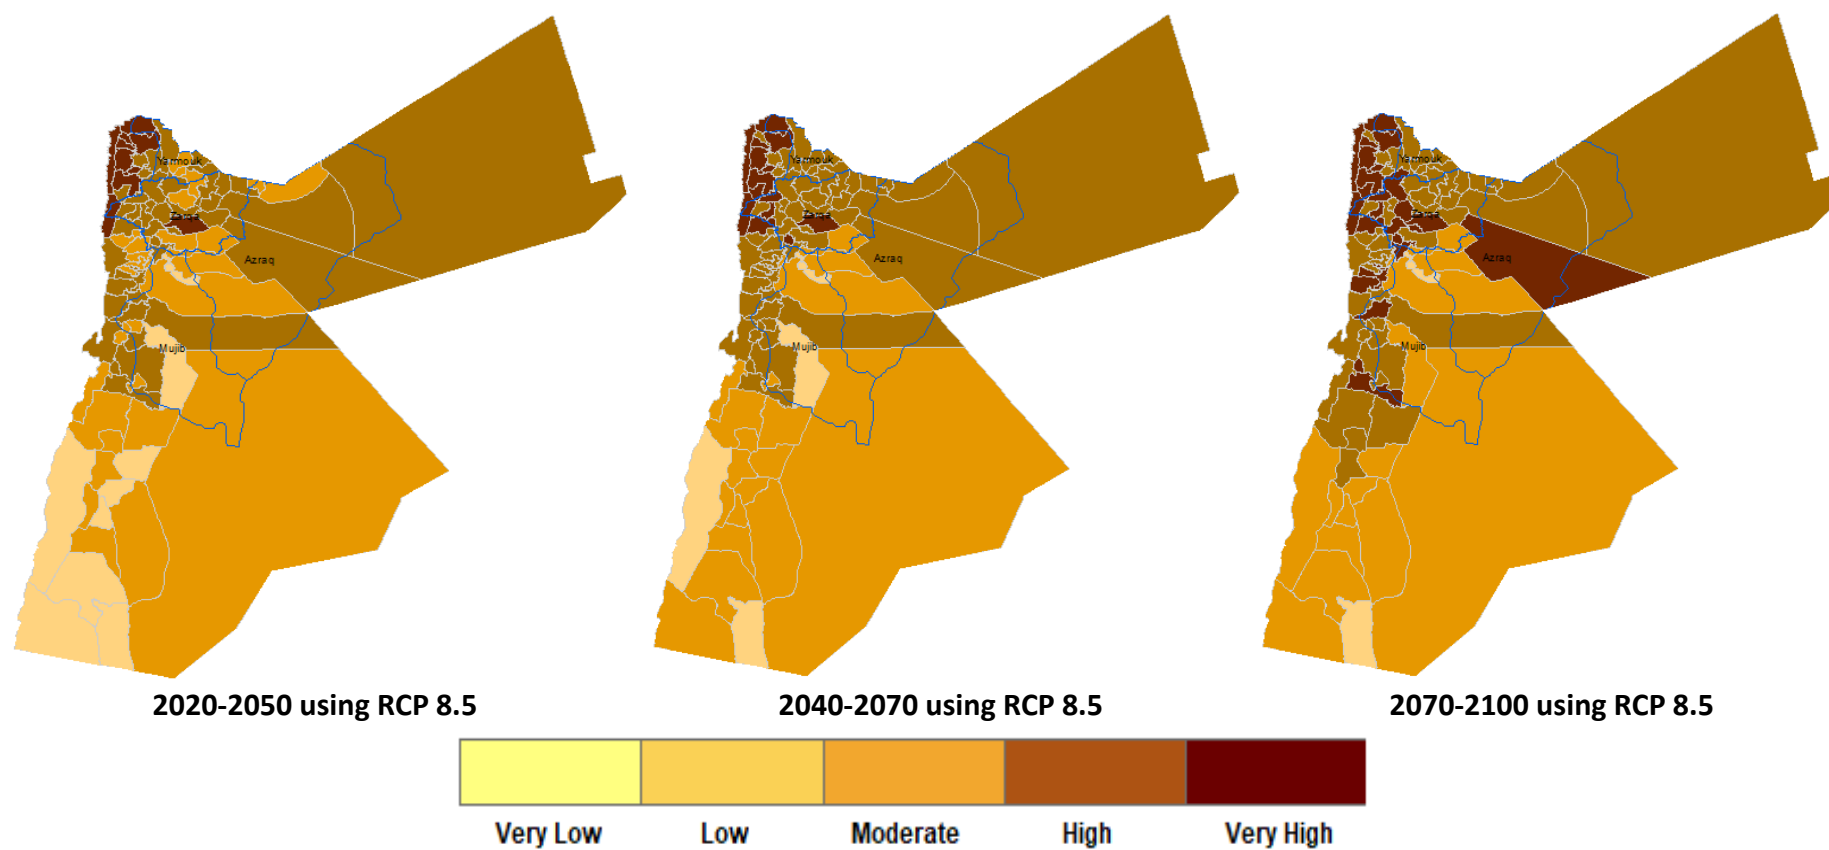 Yarmouk
Zarqa
Azraq
Mujib
Yarmouk
Zarqa
Azraq
Mujib
Yarmouk
Zarqa
Azraq
Mujib
2020-2050 using RCP 8.5
2040-2070 using RCP 8.5
2070-2100 using RCP 8.5
Very Low
Low
Moderate
High
Very High